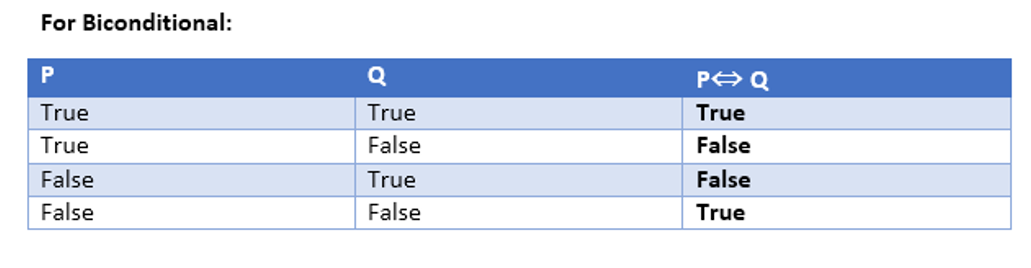 For Biconditional:
P Q P⇔ Q
True True True
True False False
False True False
False False True